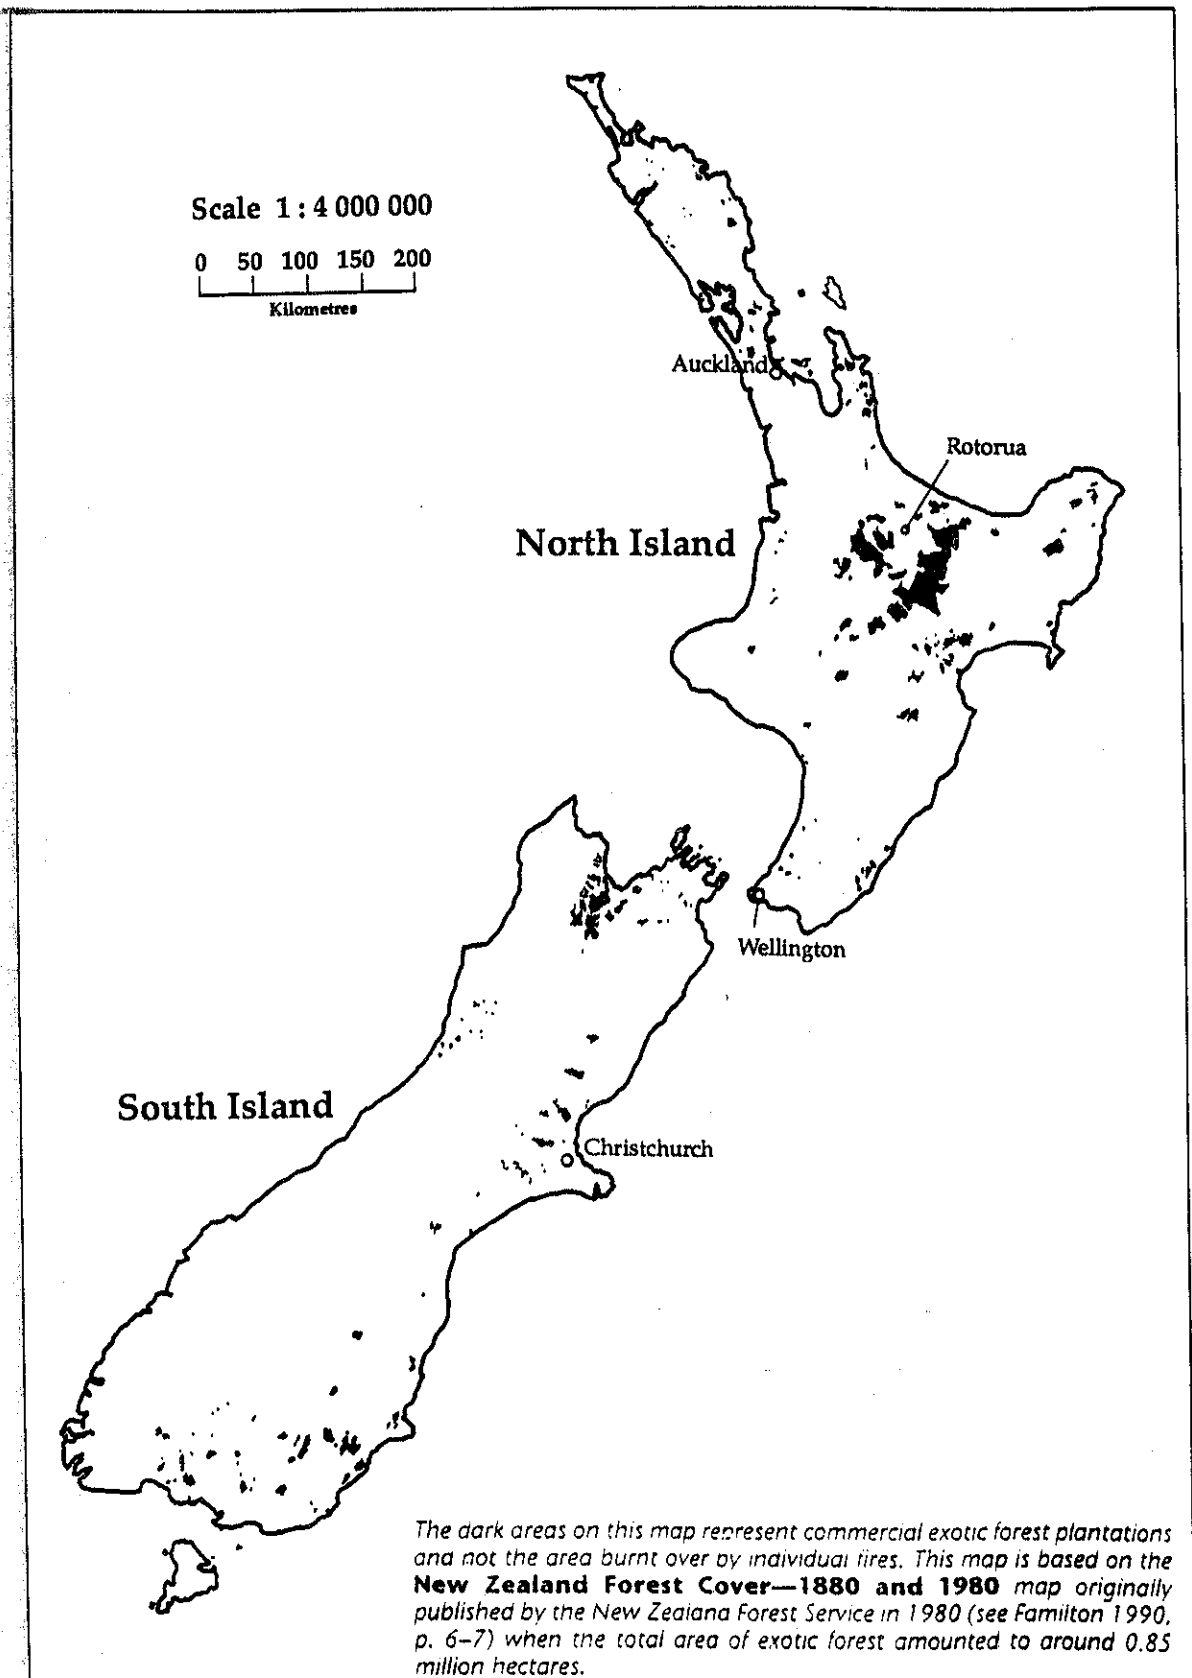 Scale 1 : 4 000 000
0 50 100 150 200
Kilometres
Auckland
Rotorua
North Island
Wellington
South Island
Christchurch
The dark areas on this map represent commercial exotic forest plantations
and not the area burnt over by individual fires. This map is based on the
New Zealand Forest Cover—1880 and 1980 map originally
published by the New Zealand Forest Service in 1980 (see Familton 1990,
p. 6–7) when the total area of exotic forest amounted to around 0.85
million hectares.